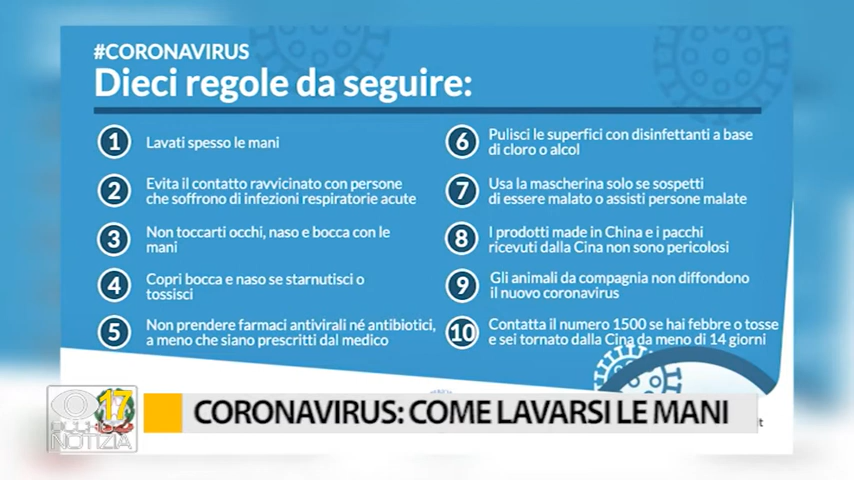 #CORONAVIRUS
Dieci regole da seguire:
1 Lavati spesso le mani
2 Evita il contatto ravvicinato con persone
che soffrono di infezioni respiratorie acute
3 Non toccarti occhi, naso e bocca con le
mani
4 Copri bocca e naso se starnutisci o
tossisci
5 Non prendere farmaci antivirali né antibiotici,
a meno che siano prescritti dal medico
6 Pulisci le superfici con disinfettanti a base
di cloro o alcol
7 Usa la mascherina solo se sospetti
di essere malato o assisti persone malate
8 I prodotti made in China e i pacchi
ricevuti dalla Cina non sono pericolosi
9 Gli animali da compagnia non diffondono
il nuovo coronavirus
10 Contatta il numero 1500 se hai febbre o tosse
e sei tornato dalla Cina da meno di 14 giorni
17
NOTIZIA
CORONAVIRUS: COME LAVARSI LE MANI